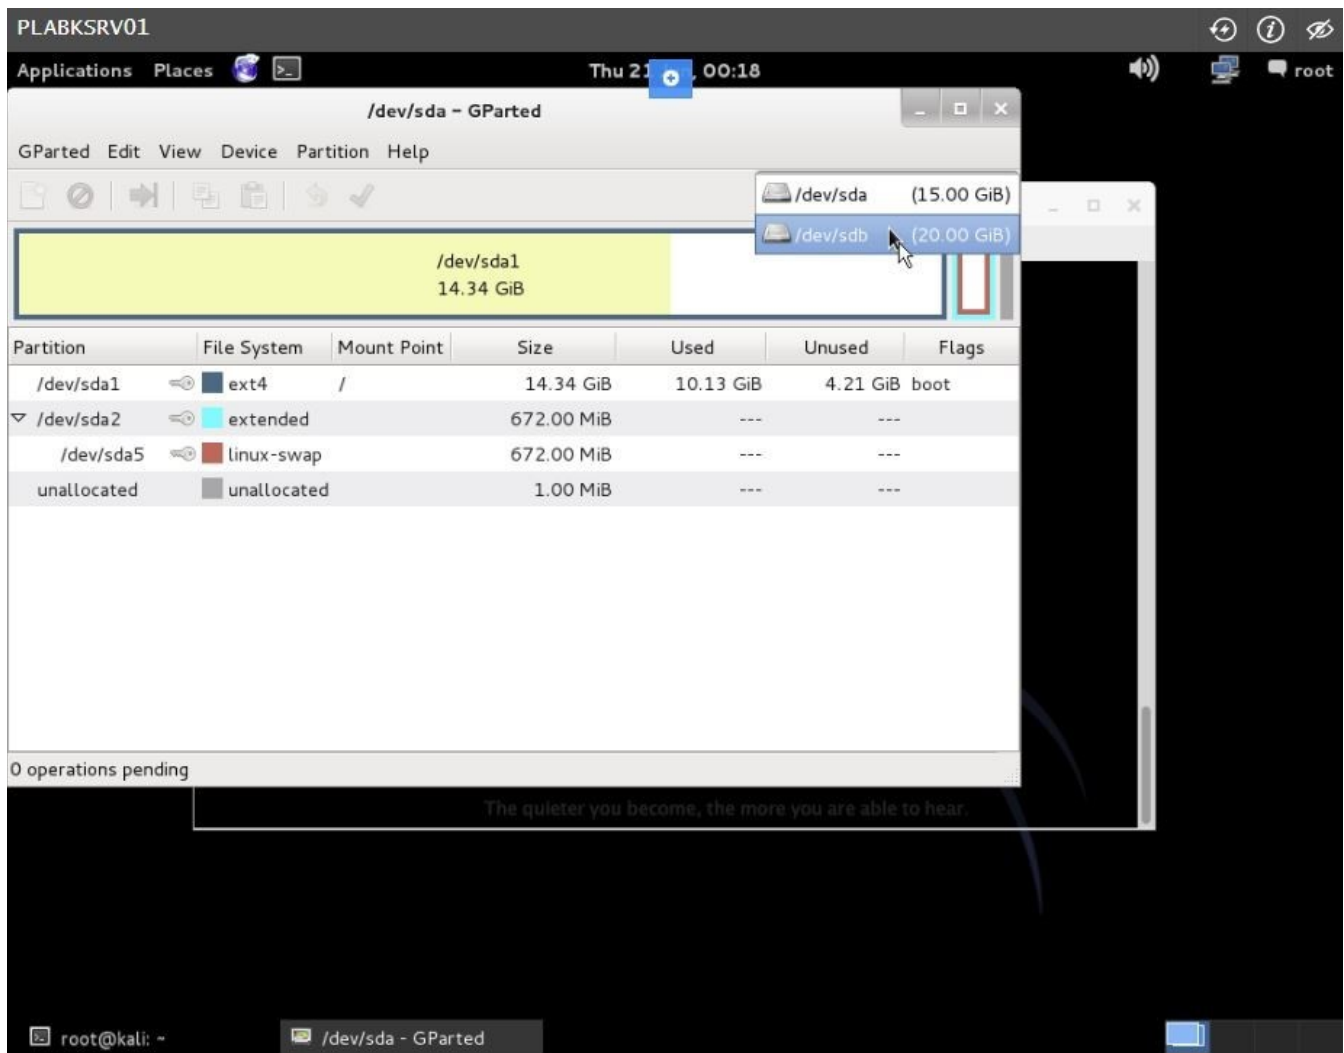 PLABKSRV01
Applications Places Thu 21 , 00:18 root
/dev/sda - GParted
GParted Edit View Device Partition Help
/dev/sda (15.00 GiB)
/dev/sdb (20.00 GiB)
/dev/sda1
14.34 GiB
Partition File System Mount Point Size Used Unused Flags
/dev/sda1 ext4 / 14.34 GiB 10.13 GiB 4.21 GiB boot
/dev/sda2 extended 672.00 MiB --- ---
/dev/sda5 linux-swap 672.00 MiB --- ---
unallocated unallocated 1.00 MiB --- ---
0 operations pending
The quieter you become, the more you are able to hear.
root@kali: ~ /dev/sda - GParted